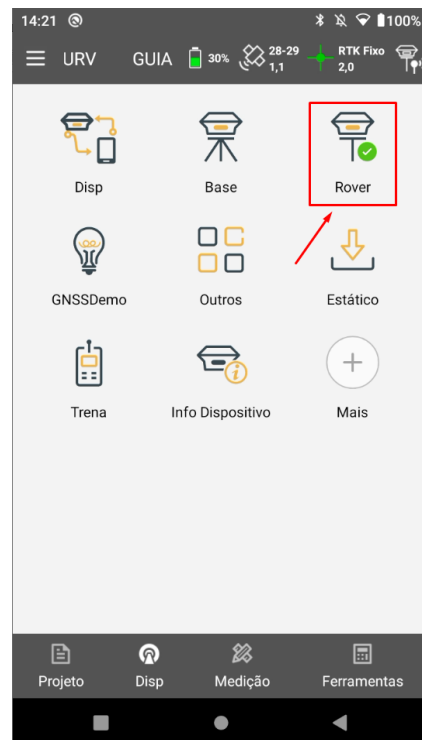 14:21 100%
URV GUIA 30% 28-29 1,1 RTK Fixo 2,0
Disp Base Rover
GNSSDemo Outros Estático
Trena Info Dispositivo Mais
Projeto Disp Medição Ferramentas